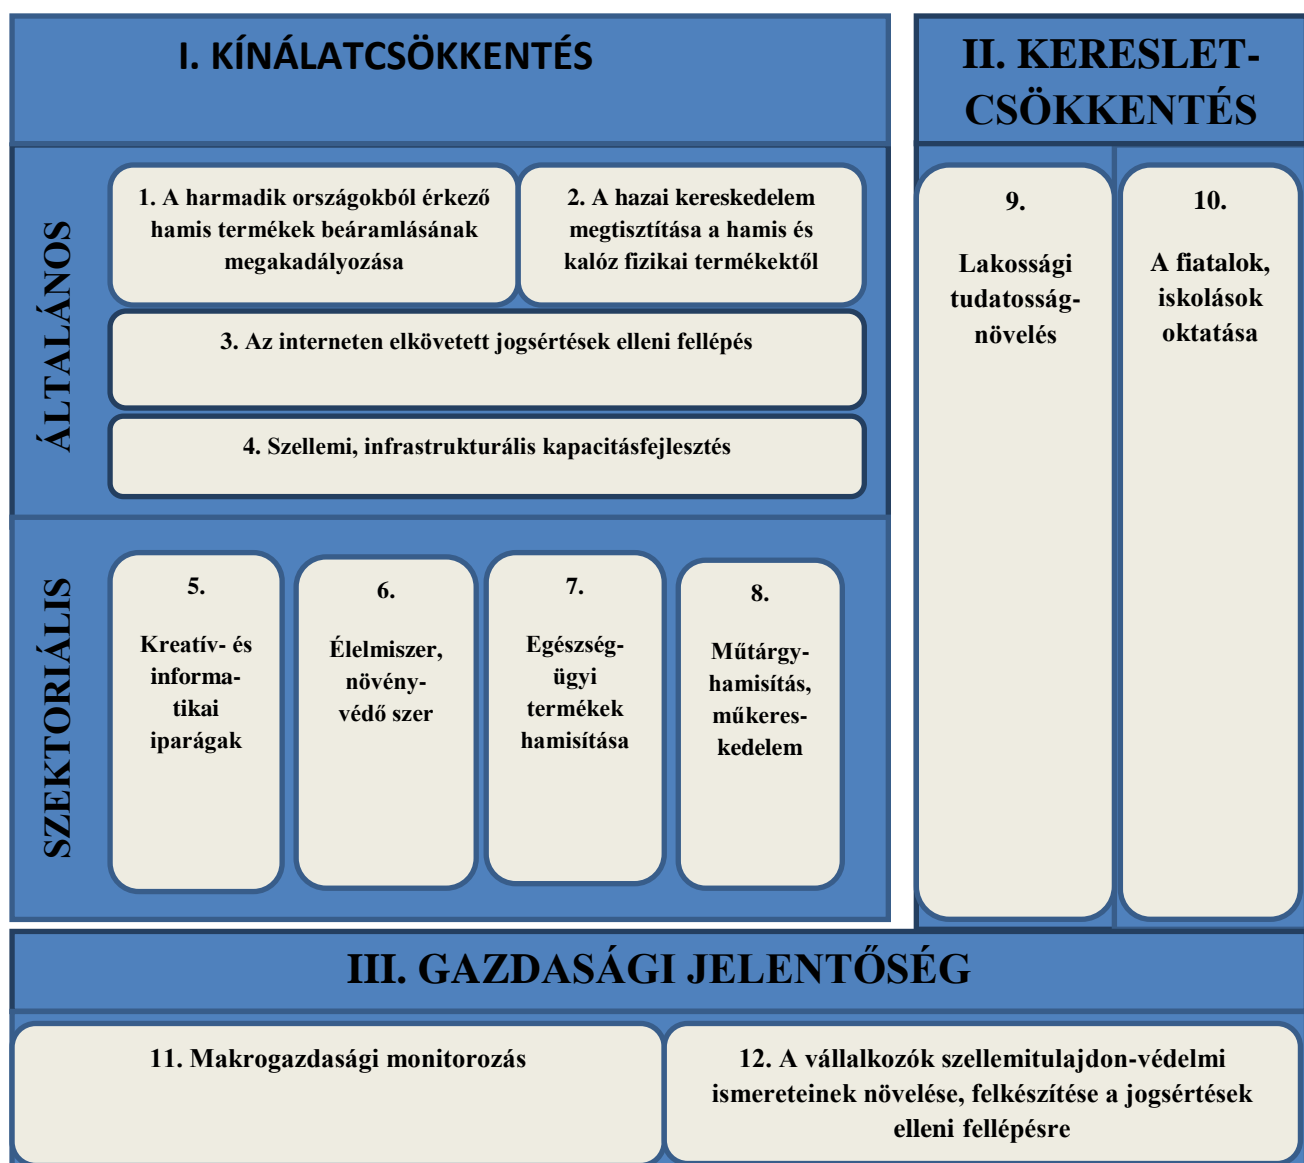 I. KÍNÁLATCSÖKKENTÉS
ÁLTALÁNOS
1. A harmadik országokból érkező
hamis termékek beáramlásának
megakadályozása
2. A hazai kereskedelem
megtisztítása a hamis és
kalóz fizikai termékektől
3. Az interneten elkövetett jogsértések elleni fellépés
4. Szellemi, infrastrukturális kapacitásfejlesztés
SZEKTORIÁLIS
5.
Kreatív- és
informa-
tikai
iparágak
6.
Élelmiszer,
növény-
védő szer
7.
Egészség-
ügyi
termékek
hamisítása
8.
Műtárgy-
hamisítás,
műkeres-
kedelem
II. KERESLET-
CSÖKKENTÉS
9.
Lakossági
tudatosság-
növelés
10.
A fiatalok,
iskolások
oktatása
III. GAZDASÁGI JELENTŐSÉG
11. Makrogazdasági monitorozás
12. A vállalkozók szellemitulajdon-védelmi
ismereteinek növelése, felkészítése a jogsértések
elleni fellépésre